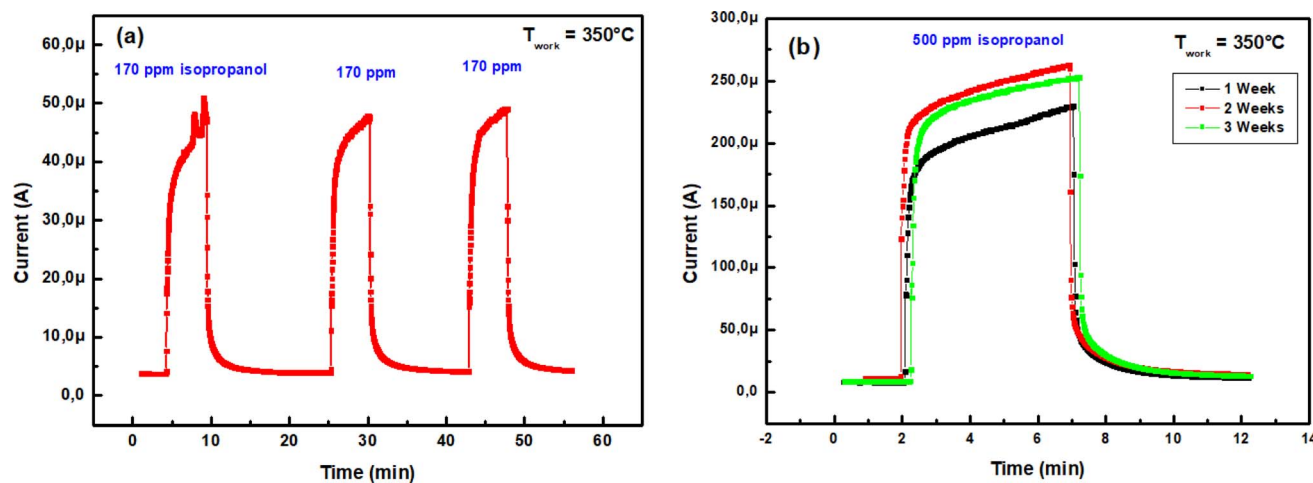 (a)
T_work = 350°C
170 ppm isopropanol
170 ppm
170 ppm
60,0µ
50,0µ
40,0µ
30,0µ
20,0µ
10,0µ
0,0
Current (A)
0
10
20
30
40
50
60
Time (min)
(b)
500 ppm isopropanol
T_work = 350°C
1 Week
2 Weeks
3 Weeks
300,0µ
250,0µ
200,0µ
150,0µ
100,0µ
50,0µ
0,0
Current (A)
-2
0
2
4
6
8
10
12
14
Time (min)